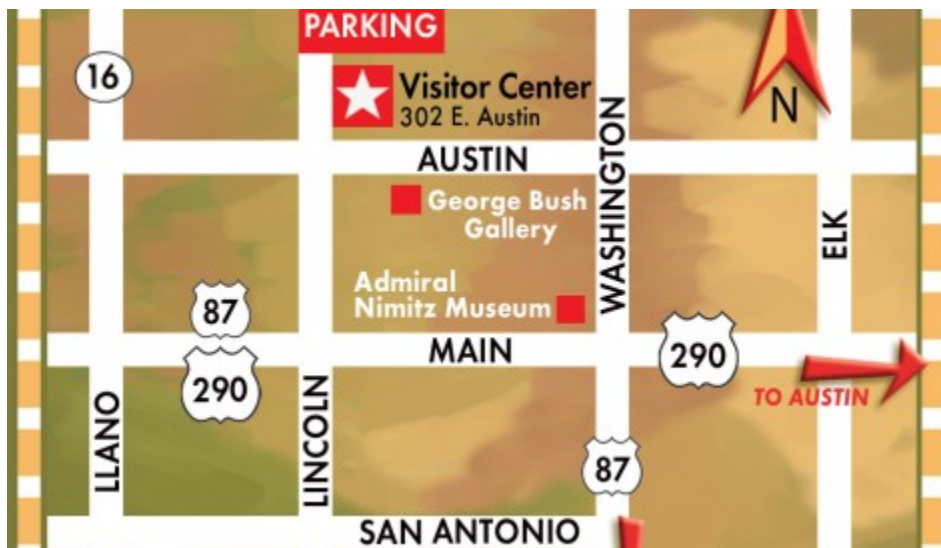 PARKING
16
Visitor Center
302 E. Austin
N
AUSTIN
WASHINGTON
George Bush
Gallery
ELK
Admiral
Nimitz Museum
87
MAIN
290
290
TO AUSTIN
LLANO
LINCOLN
87
SAN ANTONIO